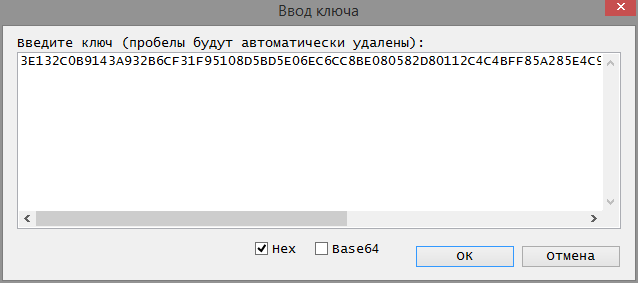 Ввод ключа
Введите ключ (пробелы будут автоматически удалены):
3E132C0B9143A932B6CF31F95108D5BD5E06EC6CC8BE080582D80112C4C4BFF85A285E4C9
Hex
Base64
OK
Отмена